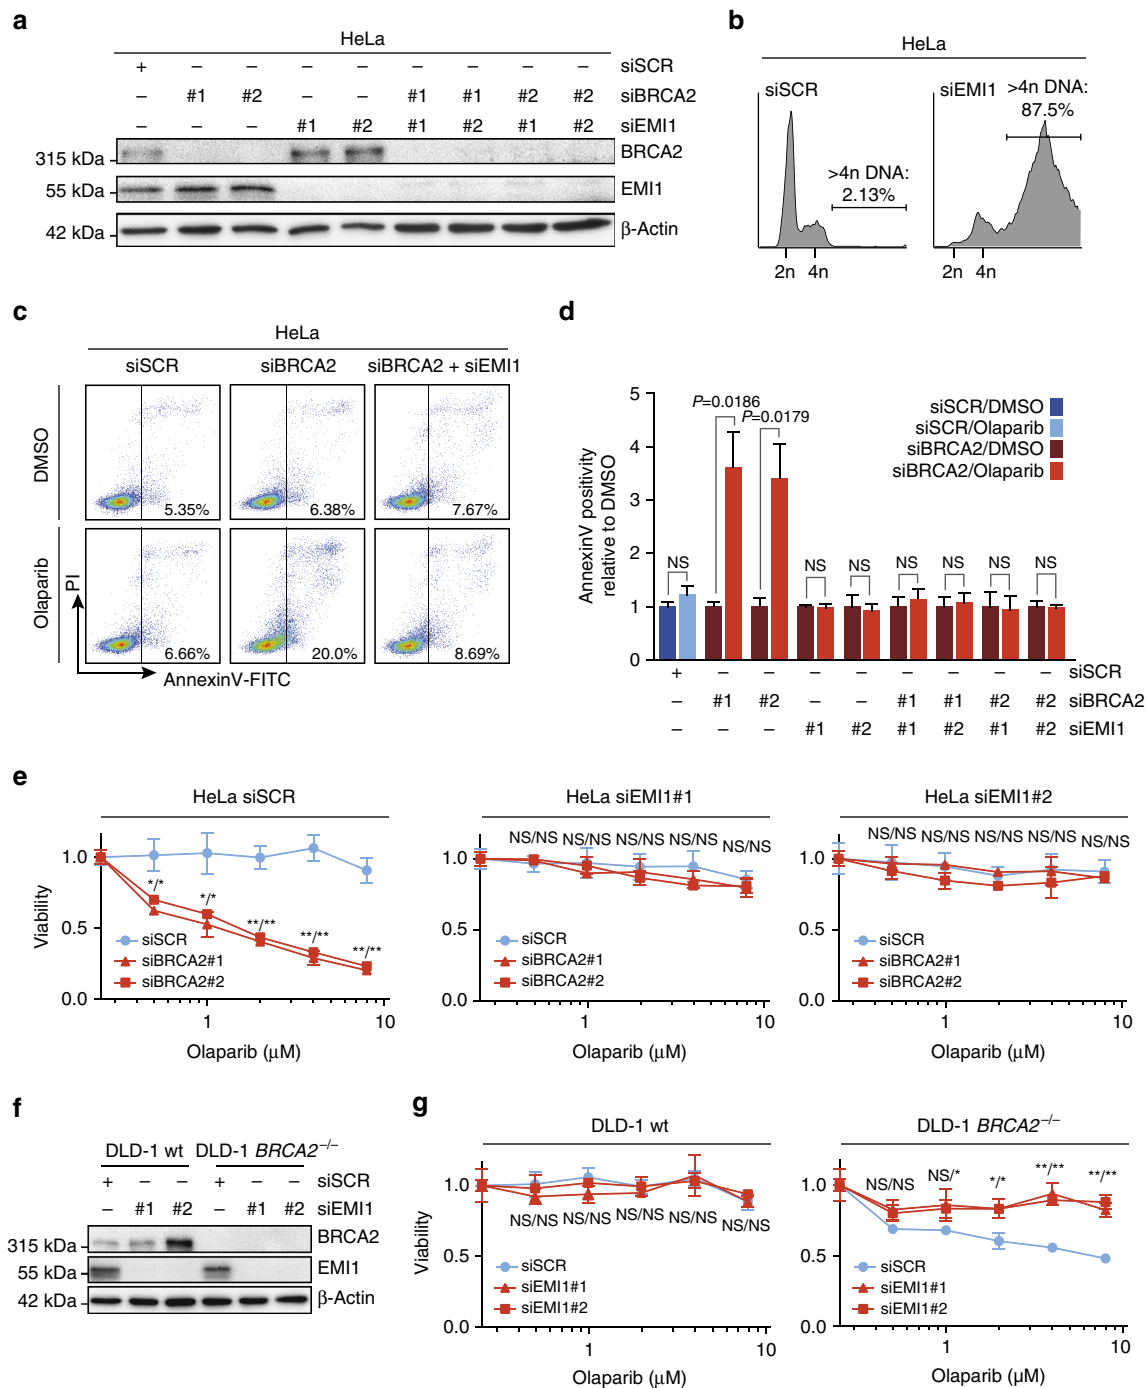 a
HeLa
+ – – – – – – – – siSCR
– #1 #2 – – #1 #1 #2 #2 siBRCA2
– – – #1 #2 #1 #2 #1 #2 siEMI1
315 kDa BRCA2
55 kDa EMI1
42 kDa β-Actin
b
HeLa
siSCR
>4n DNA:
2.13%
2n 4n
siEMI1
>4n DNA:
87.5%
2n 4n
c
HeLa
siSCR siBRCA2 siBRCA2 + siEMI1
DMSO
5.35% 6.38% 7.67%
Olaparib
PI
6.66% 20.0% 8.69%
AnnexinV-FITC
d
AnnexinV positivity
relative to DMSO
5
4
3
2
1
0
siSCR/DMSO
siSCR/Olaparib
siBRCA2/DMSO
siBRCA2/Olaparib
NS P=0.0186 P=0.0179 NS NS NS NS NS NS
+ – – – – – – – – siSCR
– #1 #2 – – #1 #1 #2 #2 siBRCA2
– – – #1 #2 #1 #2 #1 #2 siEMI1
e
HeLa siSCR
Viability
1.0
0.5
0.0
*/* */* **/** **/** **/**
siSCR
siBRCA2#1
siBRCA2#2
1 10
Olaparib (μM)
HeLa siEMI1#1
1.0
0.5
0.0
NS/NS NS/NS NS/NS NS/NS NS/NS
siSCR
siBRCA2#1
siBRCA2#2
1 10
Olaparib (μM)
HeLa siEMI1#2
1.0
0.5
0.0
NS/NS NS/NS NS/NS NS/NS NS/NS
siSCR
siBRCA2#1
siBRCA2#2
1 10
Olaparib (μM)
f
DLD-1 wt DLD-1 BRCA2–/–
+ – – + – – siSCR
– #1 #2 – #1 #2 siEMI1
315 kDa BRCA2
55 kDa EMI1
42 kDa β-Actin
g
DLD-1 wt
Viability
1.0
0.5
0.0
NS/NS NS/NS NS/NS NS/NS NS/NS
siSCR
siEMI1#1
siEMI1#2
1 10
Olaparib (μM)
DLD-1 BRCA2–/–
1.0
0.5
0.0
NS/NS NS/* */* **/** **/**
siSCR
siEMI1#1
siEMI1#2
1 10
Olaparib (μM)